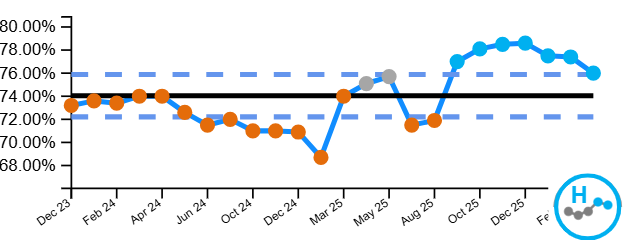 80.00%
78.00%
76.00%
74.00%
72.00%
70.00%
68.00%
Dec 23
Feb 24
Apr 24
Jun 24
Oct 24
Dec 24
Mar 25
May 25
Aug 25
Oct 25
Dec 25
H